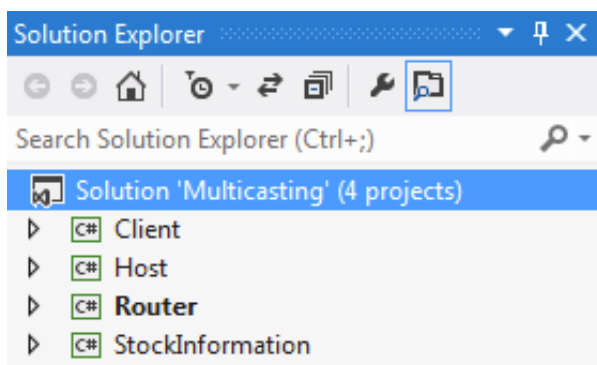 Solution Explorer
Search Solution Explorer (Ctrl+;)
Solution 'Multicasting' (4 projects)
C# Client
C# Host
C# Router
C# StockInformation